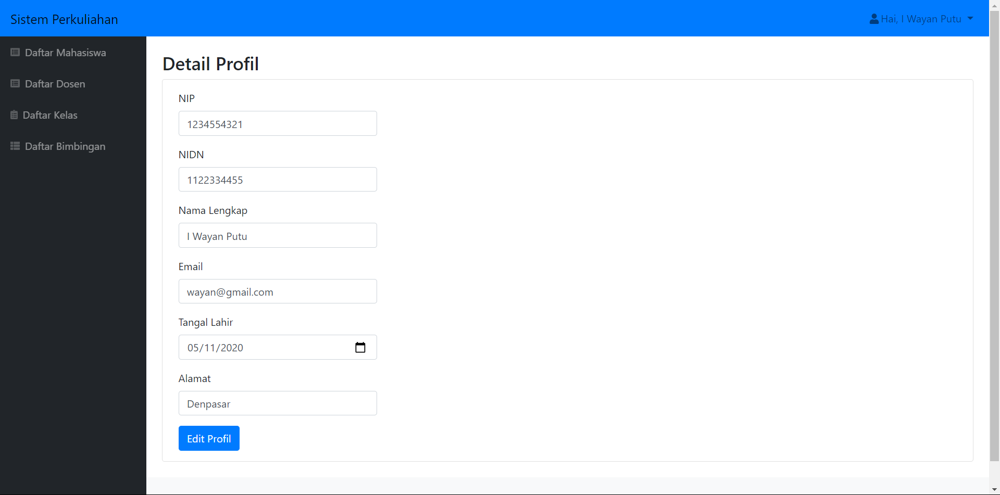 Sistem Perkuliahan
Hai, I Wayan Putu
Daftar Mahasiswa
Daftar Dosen
Daftar Kelas
Daftar Bimbingan
Detail Profil
NIP
1234554321
NIDN
1122334455
Nama Lengkap
I Wayan Putu
Email
wayan@gmail.com
Tangal Lahir
05/11/2020
Alamat
Denpasar
Edit Profil